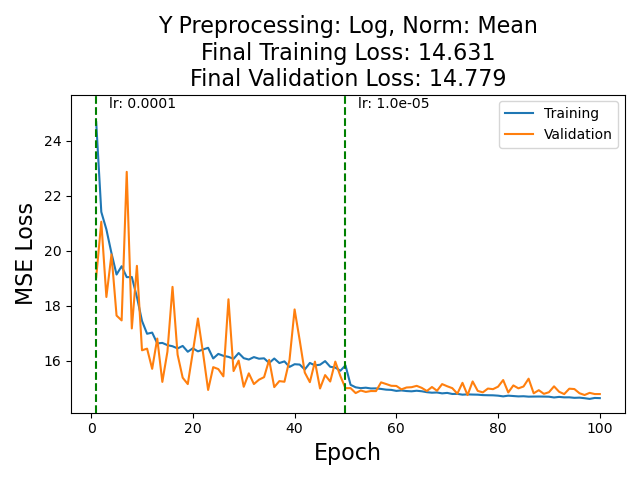 Y Preprocessing: Log, Norm: Mean
Final Training Loss: 14.631
Final Validation Loss: 14.779
lr: 0.0001
lr: 1.0e-05
Training
Validation
24
22
20
18
16
MSE Loss
0
20
40
60
80
100
Epoch